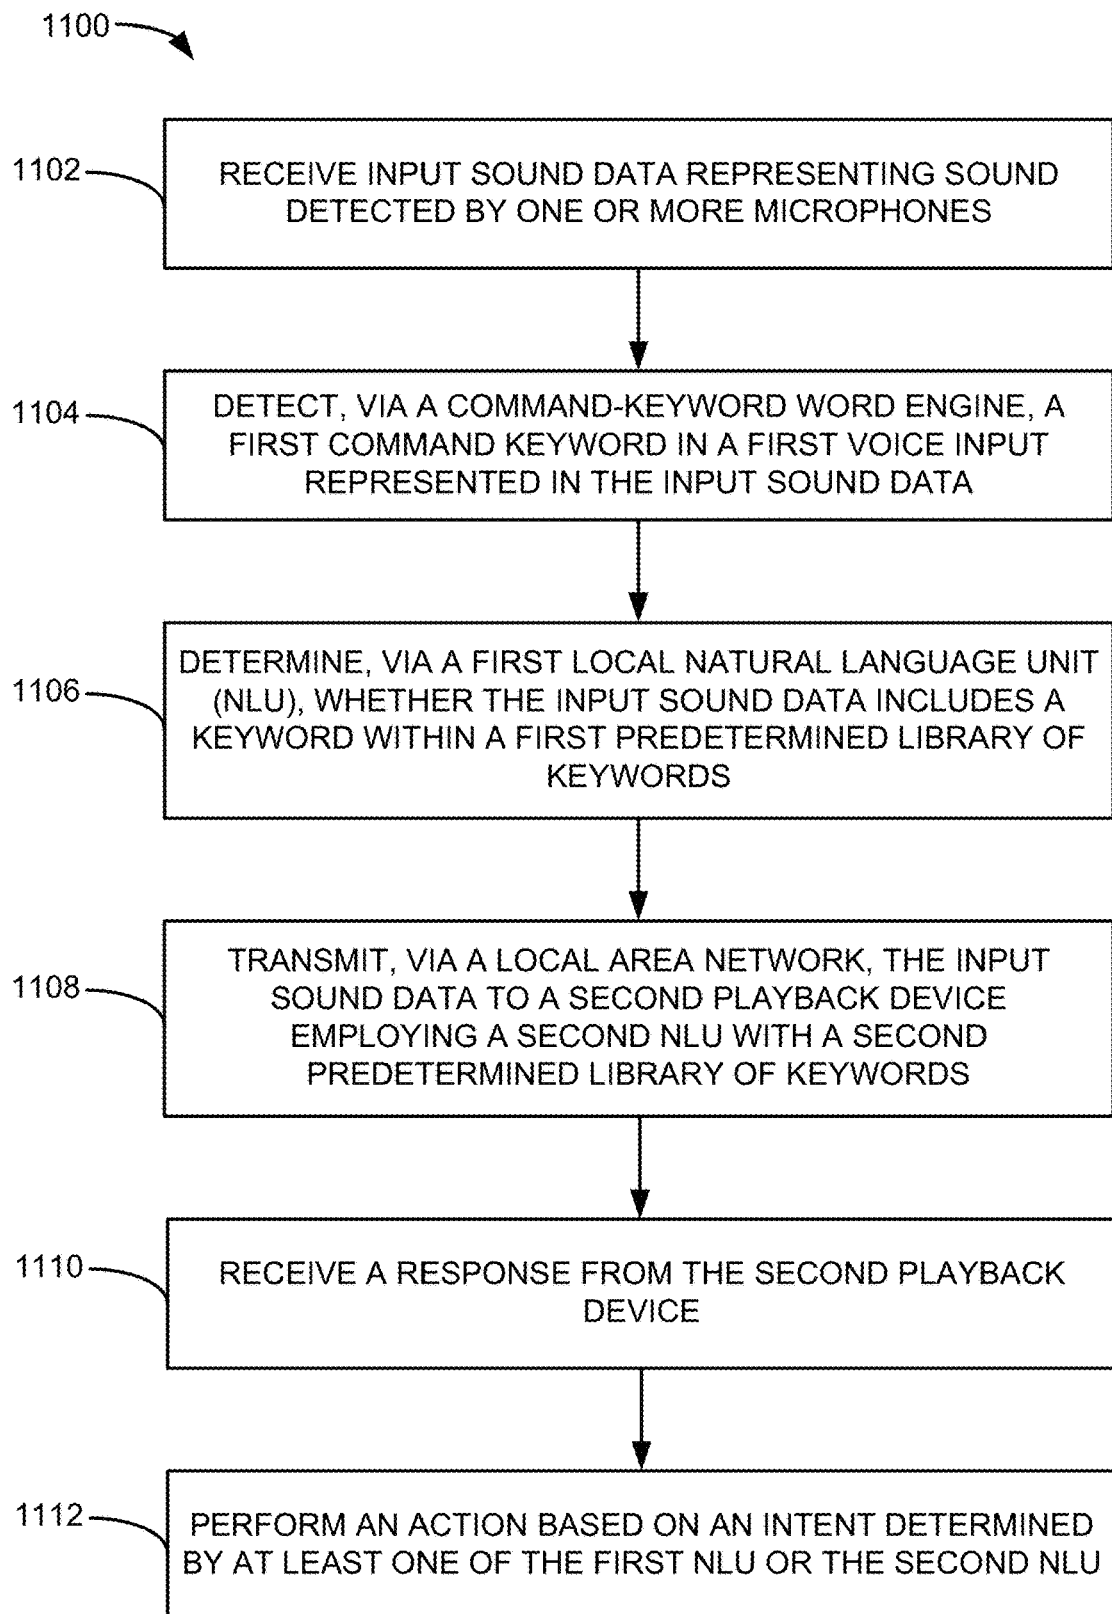 1100
1102
RECEIVE INPUT SOUND DATA REPRESENTING SOUND
DETECTED BY ONE OR MORE MICROPHONES
1104
DETECT, VIA A COMMAND-KEYWORD WORD ENGINE, A
FIRST COMMAND KEYWORD IN A FIRST VOICE INPUT
REPRESENTED IN THE INPUT SOUND DATA
1106
DETERMINE, VIA A FIRST LOCAL NATURAL LANGUAGE UNIT
(NLU), WHETHER THE INPUT SOUND DATA INCLUDES A
KEYWORD WITHIN A FIRST PREDETERMINED LIBRARY OF
KEYWORDS
1108
TRANSMIT, VIA A LOCAL AREA NETWORK, THE INPUT
SOUND DATA TO A SECOND PLAYBACK DEVICE
EMPLOYING A SECOND NLU WITH A SECOND
PREDETERMINED LIBRARY OF KEYWORDS
1110
RECEIVE A RESPONSE FROM THE SECOND PLAYBACK
DEVICE
1112
PERFORM AN ACTION BASED ON AN INTENT DETERMINED
BY AT LEAST ONE OF THE FIRST NLU OR THE SECOND NLU